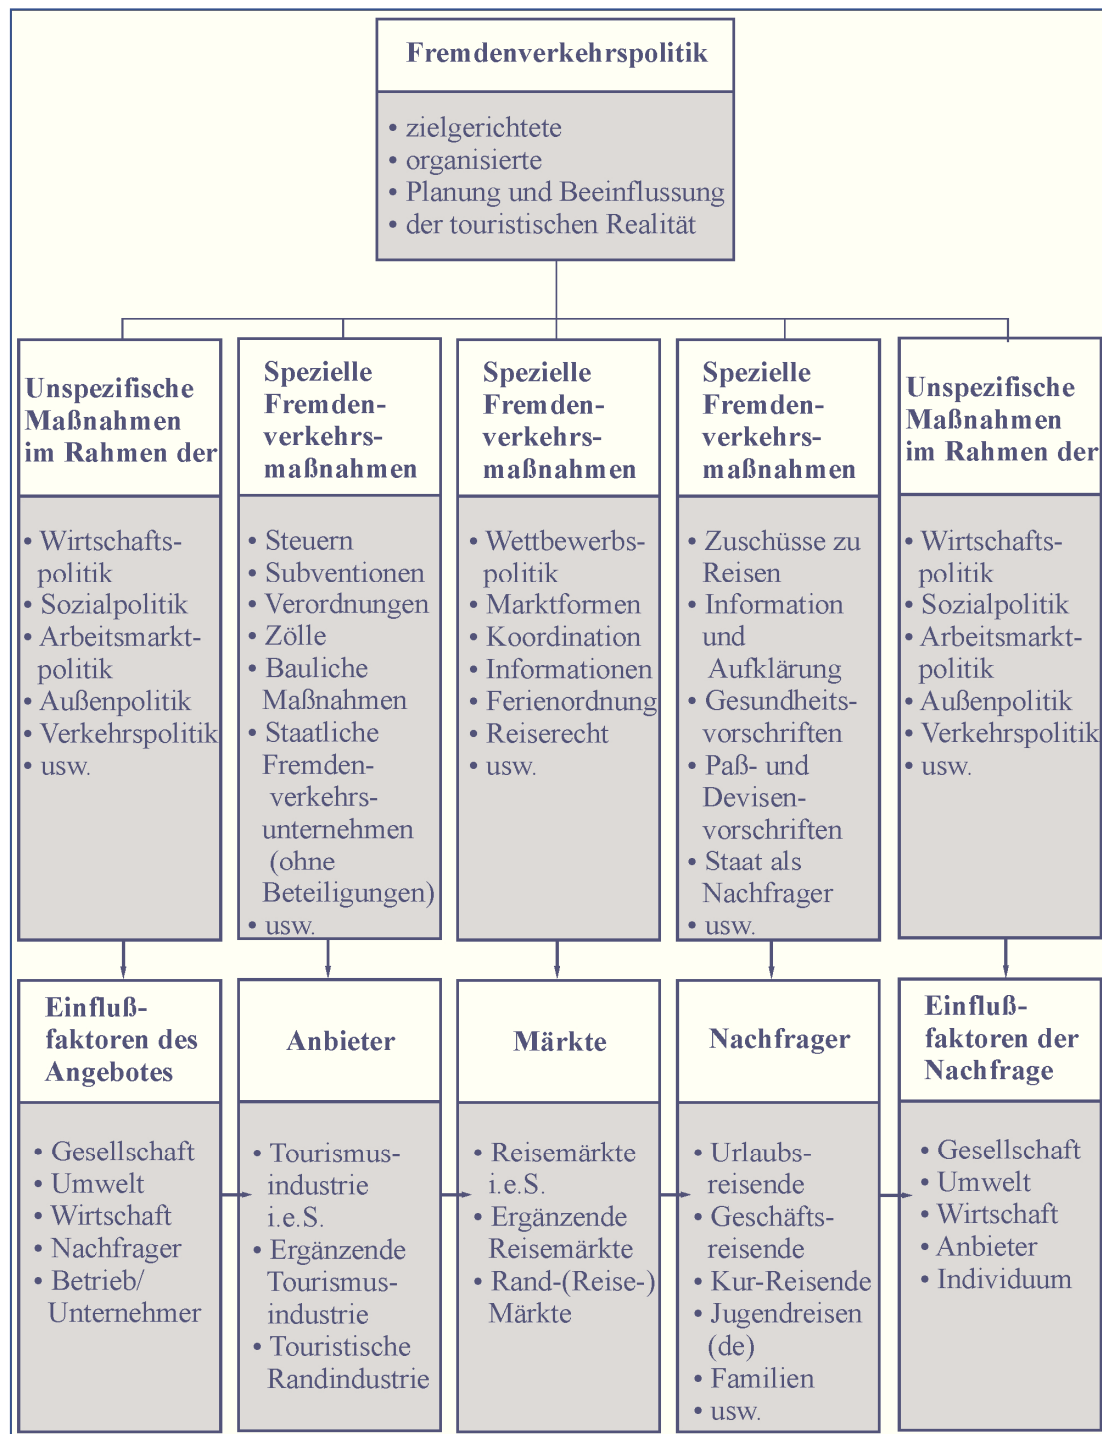 Fremdenverkehrspolitik
• zielgerichtete
• organisierte
• Planung und Beeinflussung
• der touristischen Realität
Unspezifische
Maßnahmen
im Rahmen der
• Wirtschafts-
politik
• Sozialpolitik
• Arbeitsmarkt-
politik
• Außenpolitik
• Verkehrspolitik
• usw.
Spezielle
Fremden-
verkehrs-
maßnahmen
• Steuern
• Subventionen
• Verordnungen
• Zölle
• Bauliche
Maßnahmen
• Staatliche
Fremden-
verkehrs-
unternehmen
(ohne
Beteiligungen)
• usw.
Spezielle
Fremden-
verkehrs-
maßnahmen
• Wettbewerbs-
politik
• Marktformen
• Koordination
• Informationen
• Ferienordnung
• Reiserecht
• usw.
Spezielle
Fremden-
verkehrs-
maßnahmen
• Zuschüsse zu
Reisen
• Information
und
Aufklärung
• Gesundheits-
vorschriften
• Paß- und
Devisen-
vorschriften
• Staat als
Nachfrager
• usw.
Unspezifische
Maßnahmen
im Rahmen der
• Wirtschafts-
politik
• Sozialpolitik
• Arbeitsmarkt-
politik
• Außenpolitik
• Verkehrspolitik
• usw.
Einfluß-
faktoren des
Angebotes
• Gesellschaft
• Umwelt
• Wirtschaft
• Nachfrager
• Betrieb/
Unternehmer
Anbieter
• Tourismus-
industrie
i.e.S.
• Ergänzende
Tourismus-
industrie
• Touristische
Randindustrie
Märkte
• Reisemärkte
i.e.S.
• Ergänzende
Reisemärkte
• Rand-(Reise-)
Märkte
Nachfrager
• Urlaubs-
reisende
• Geschäfts-
reisende
• Kur-Reisende
• Jugendreisen
(de)
• Familien
• usw.
Einfluß-
faktoren der
Nachfrage
• Gesellschaft
• Umwelt
• Wirtschaft
• Anbieter
• Individuum